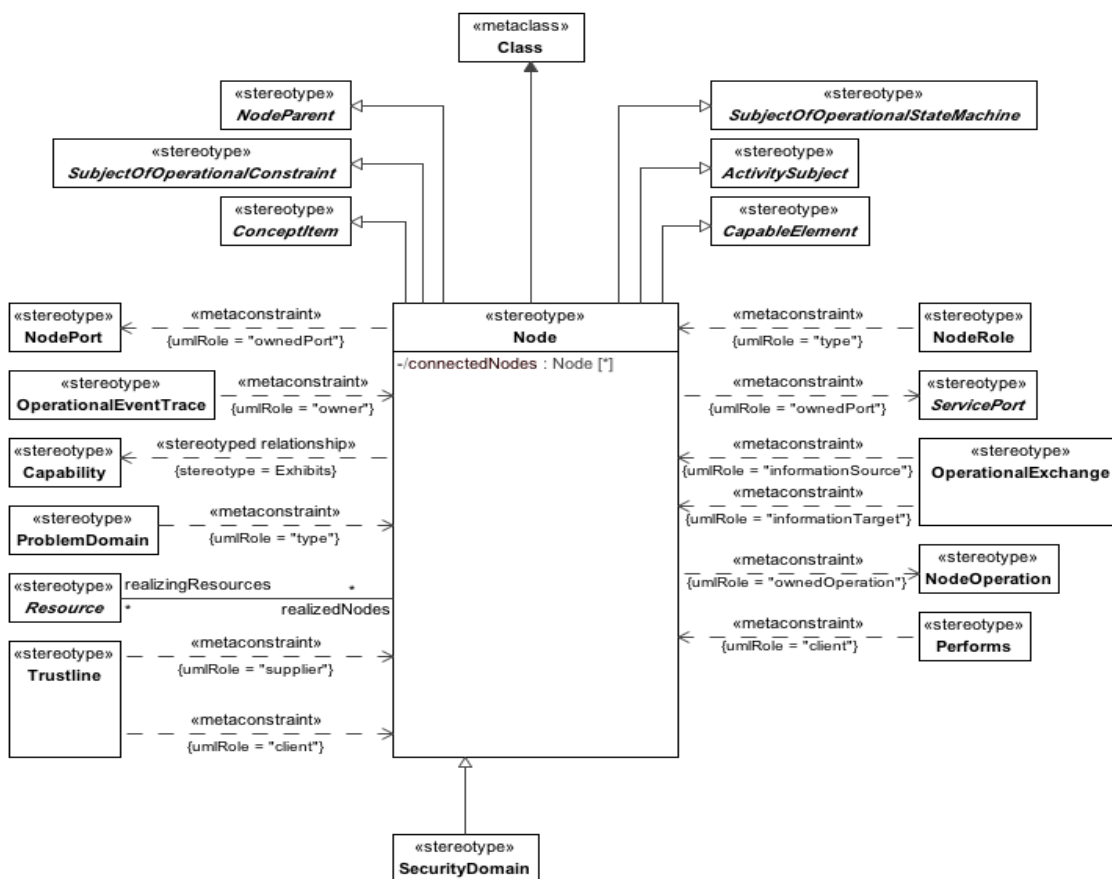 «metaclass»
Class
«stereotype»
NodeParent
«stereotype»
SubjectOfOperationalStateMachine
«stereotype»
SubjectOfOperationalConstraint
«stereotype»
ActivitySubject
«stereotype»
ConceptItem
«stereotype»
CapableElement
«stereotype»
Node
-/connectedNodes : Node [*]
«stereotype»
NodePort
«metaconstraint»
{umlRole = "ownedPort"}
«stereotype»
OperationalEventTrace
«metaconstraint»
{umlRole = "owner"}
«stereotype»
Capability
«stereotyped relationship»
{stereotype = Exhibits}
«stereotype»
ProblemDomain
«metaconstraint»
{umlRole = "type"}
«stereotype»
Resource
realizingResources
*
*
realizedNodes
«stereotype»
Trustline
«metaconstraint»
{umlRole = "supplier"}
«metaconstraint»
{umlRole = "client"}
«metaconstraint»
{umlRole = "type"}
«stereotype»
NodeRole
«metaconstraint»
{umlRole = "ownedPort"}
«stereotype»
ServicePort
«metaconstraint»
{umlRole = "informationSource"}
«metaconstraint»
{umlRole = "informationTarget"}
«stereotype»
OperationalExchange
«metaconstraint»
{umlRole = "ownedOperation"}
«stereotype»
NodeOperation
«metaconstraint»
{umlRole = "client"}
«stereotype»
Performs
«stereotype»
SecurityDomain